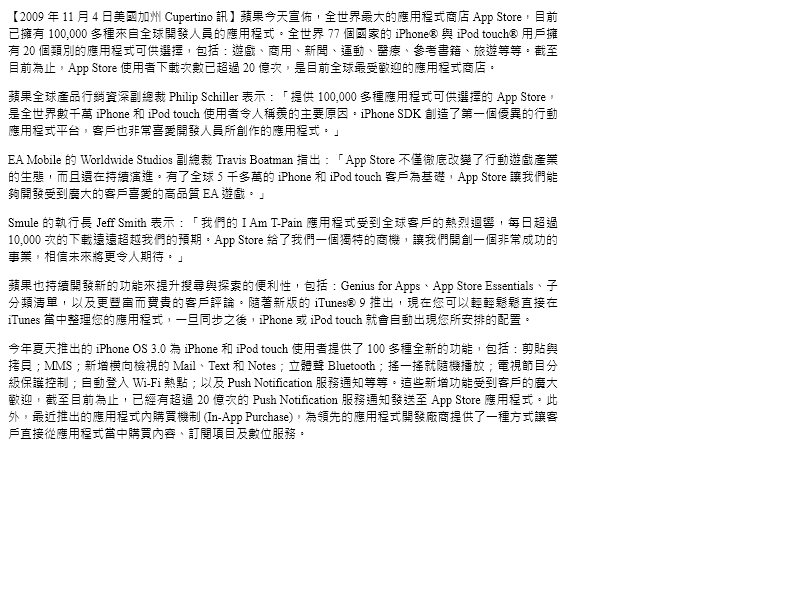 【2009 年 11 月 4 日美國加州 Cupertino 訊】蘋果今天宣佈，全世界最大的應用程式商店 App Store，目前
已擁有 100,000 多種來自全球開發人員的應用程式。全世界 77 個國家的 iPhone® 與 iPod touch® 用戶擁
有 20 個類別的應用程式可供選擇，包括：遊戲、商用、新聞、運動、醫療、參考書籍、旅遊等等。截至
目前為止，App Store 使用者下載次數已超過 20 億次，是目前全球最受歡迎的應用程式商店。
蘋果全球產品行銷資深副總裁 Philip Schiller 表示：「提供 100,000 多種應用程式可供選擇的 App Store，
是全世界數千萬 iPhone 和 iPod touch 使用者令人稱羨的主要原因。iPhone SDK 創造了第一個優異的行動
應用程式平台，客戶也非常喜愛開發人員所創作的應用程式。」
EA Mobile 的 Worldwide Studios 副總裁 Travis Boatman 指出：「App Store 不僅徹底改變了行動遊戲產業
的生態，而且還在持續演進。有了全球 5 千多萬的 iPhone 和 iPod touch 客戶為基礎，App Store 讓我們能
夠開發受到廣大的客戶喜愛的高品質 EA 遊戲。」
Smule 的執行長 Jeff Smith 表示：「我們的 I Am T-Pain 應用程式受到全球客戶的熱烈迴響，每日超過
10,000 次的下載遠遠超越我們的預期。App Store 給了我們一個獨特的商機，讓我們開創一個非常成功的
事業，相信未來將更令人期待。」
蘋果也持續開發新的功能來提升搜尋與探索的便利性，包括：Genius for Apps、App Store Essentials、子
分類清單，以及更豐富而寶貴的客戶評論。隨著新版的 iTunes® 9 推出，現在您可以輕輕鬆鬆直接在
iTunes 當中整理您的應用程式，一旦同步之後，iPhone 或 iPod touch 就會自動出現您所安排的配置。
今年夏天推出的 iPhone OS 3.0 為 iPhone 和 iPod touch 使用者提供了 100 多種全新的功能，包括：剪貼與
拷貝；MMS；新增橫向檢視的 Mail、Text 和 Notes；立體聲 Bluetooth；搖一搖就隨機播放；電視節目分
級保護控制；自動登入 Wi-Fi 熱點；以及 Push Notification 服務通知等等。這些新增功能受到客戶的廣大
歡迎，截至目前為止，已經有超過 20 億次的 Push Notification 服務通知發送至 App Store 應用程式。此
外，最近推出的應用程式內購買機制 (In-App Purchase)，為領先的應用程式開發廠商提供了一種方式讓客
戶直接從應用程式當中購買內容、訂閱項目及數位服務。